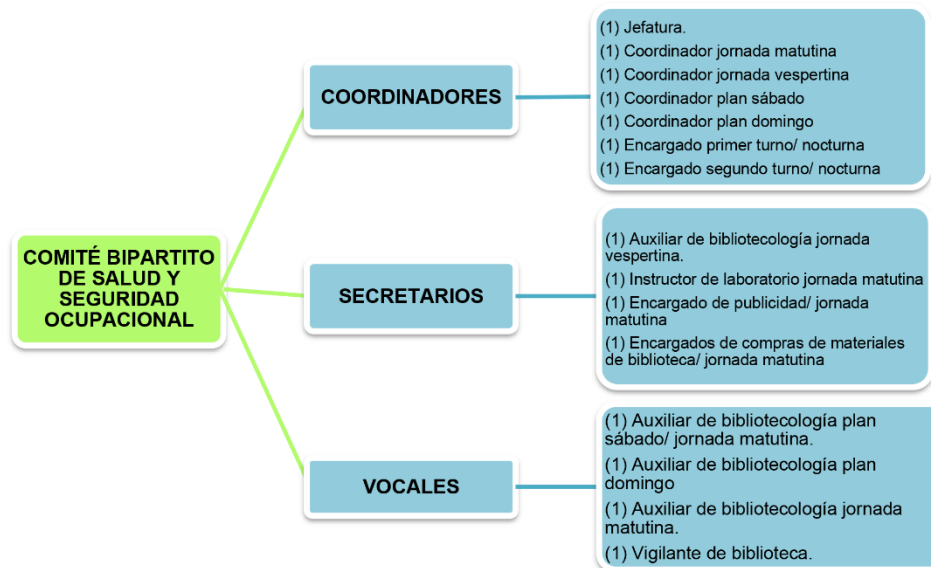 COMITÉ BIPARTITO
DE SALUD Y
SEGURIDAD
OCUPACIONAL
COORDINADORES
(1) Jefatura.
(1) Coordinador jornada matutina
(1) Coordinador jornada vespertina
(1) Coordinador plan sábado
(1) Coordinador plan domingo
(1) Encargado primer turno/ nocturna
(1) Encargado segundo turno/ nocturna
SECRETARIOS
(1) Auxiliar de bibliotecología jornada
vespertina.
(1) Instructor de laboratorio jornada matutina
(1) Encargado de publicidad/ jornada
matutina
(1) Encargados de compras de materiales
de biblioteca/ jornada matutina
VOCALES
(1) Auxiliar de bibliotecología plan
sábado/ jornada matutina.
(1) Auxiliar de bibliotecología plan
domingo
(1) Auxiliar de bibliotecología jornada
matutina.
(1) Vigilante de biblioteca.